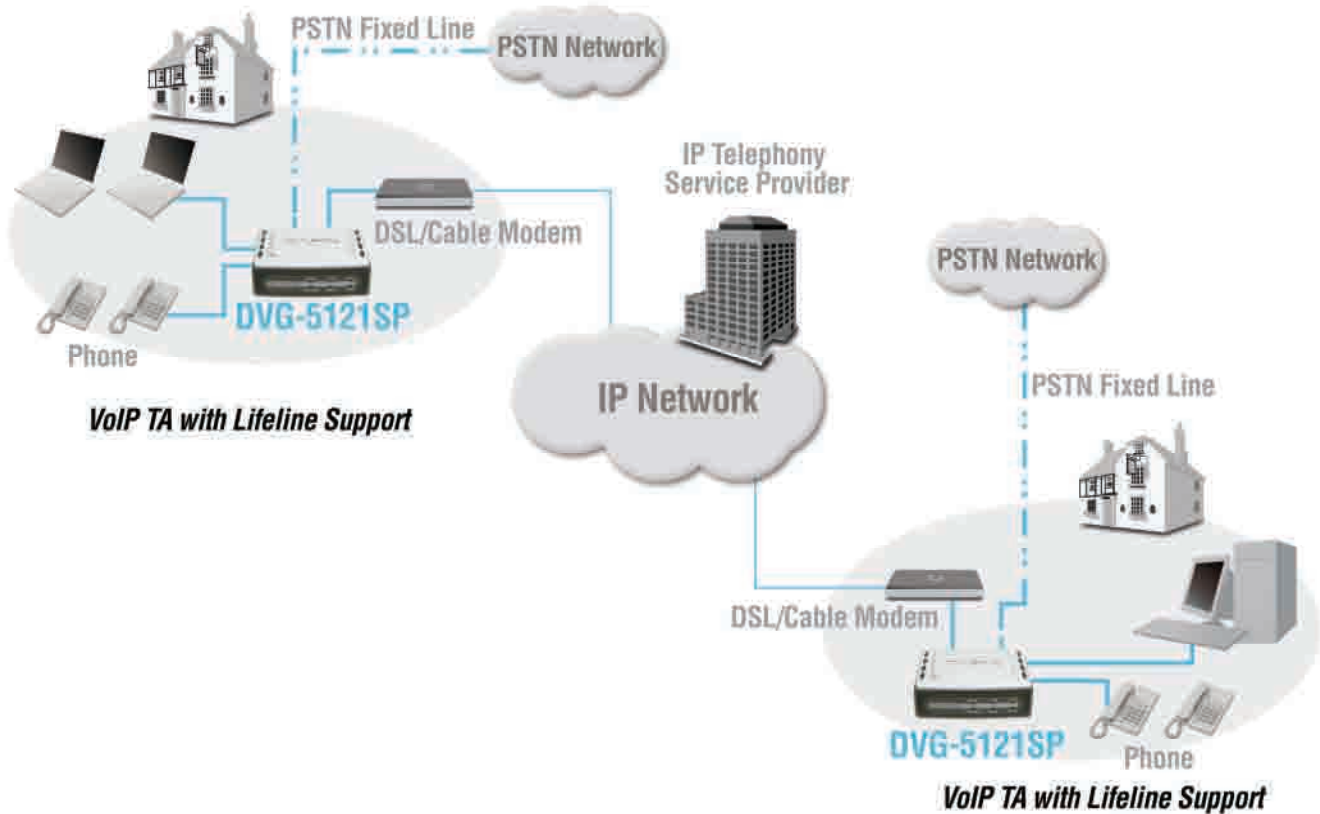 PSTN Fixed Line
PSTN Network
IP Telephony
Service Provider
DSL/Cable Modem
DVG-5121SP
Phone
VoIP TA with Lifeline Support
IP Network
PSTN Network
PSTN Fixed Line
DSL/Cable Modem
DVG-5121SP
Phone
VoIP TA with Lifeline Support